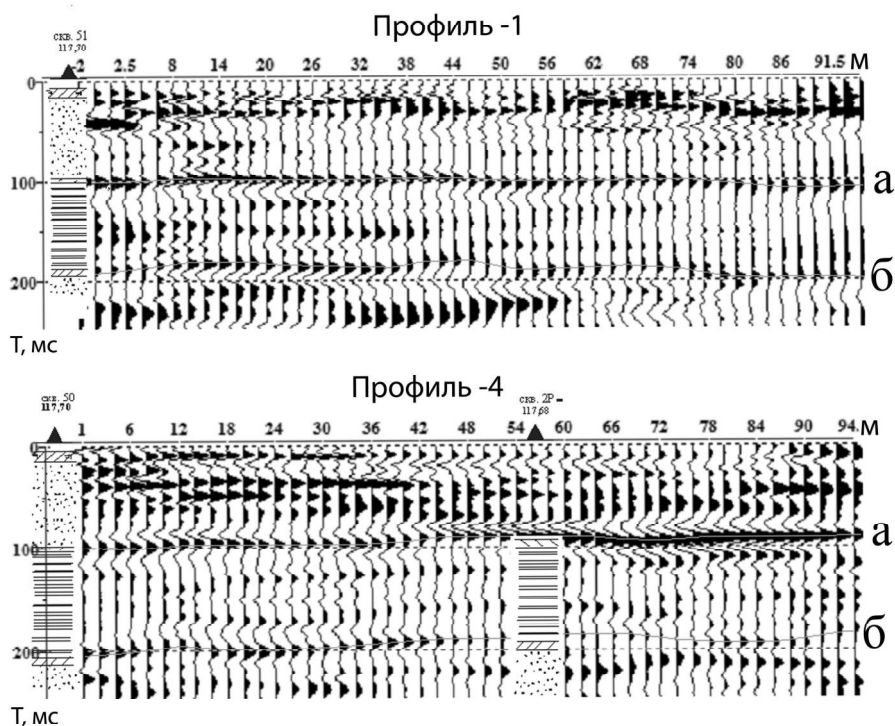 Профиль -1
скв. 51
117,70
-2 2.5 8 14 20 26 32 38 44 50 56 62 68 74 80 86 91.5 м
0
100
а
200
б
Т, мс
Профиль -4
скв. 50
117,70
скв. 2Р
117,68
1 6 12 18 24 30 36 42 48 54 60 66 72 78 84 90 94. м
0
100
а
200
б
Т, мс